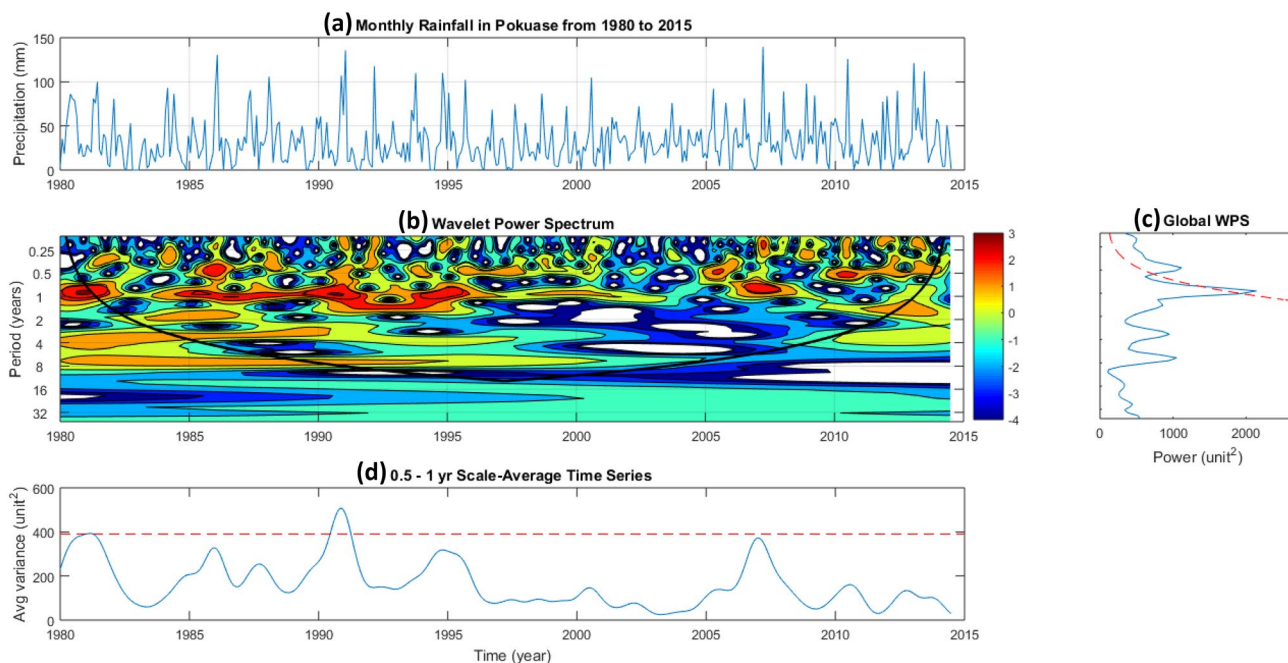 (a) Monthly Rainfall in Pokuase from 1980 to 2015
Precipitation (mm)
150
100
50
0
1980 1985 1990 1995 2000 2005 2010 2015
(b) Wavelet Power Spectrum
Period (years)
0.25
0.5
1
2
4
8
16
32
1980 1985 1990 1995 2000 2005 2010 2015
3
2
1
0
-1
-2
-3
-4
(c) Global WPS
0 1000 2000
Power (unit²)
(d) 0.5 - 1 yr Scale-Average Time Series
Avg variance (unit²)
600
400
200
0
1980 1985 1990 1995 2000 2005 2010 2015
Time (year)